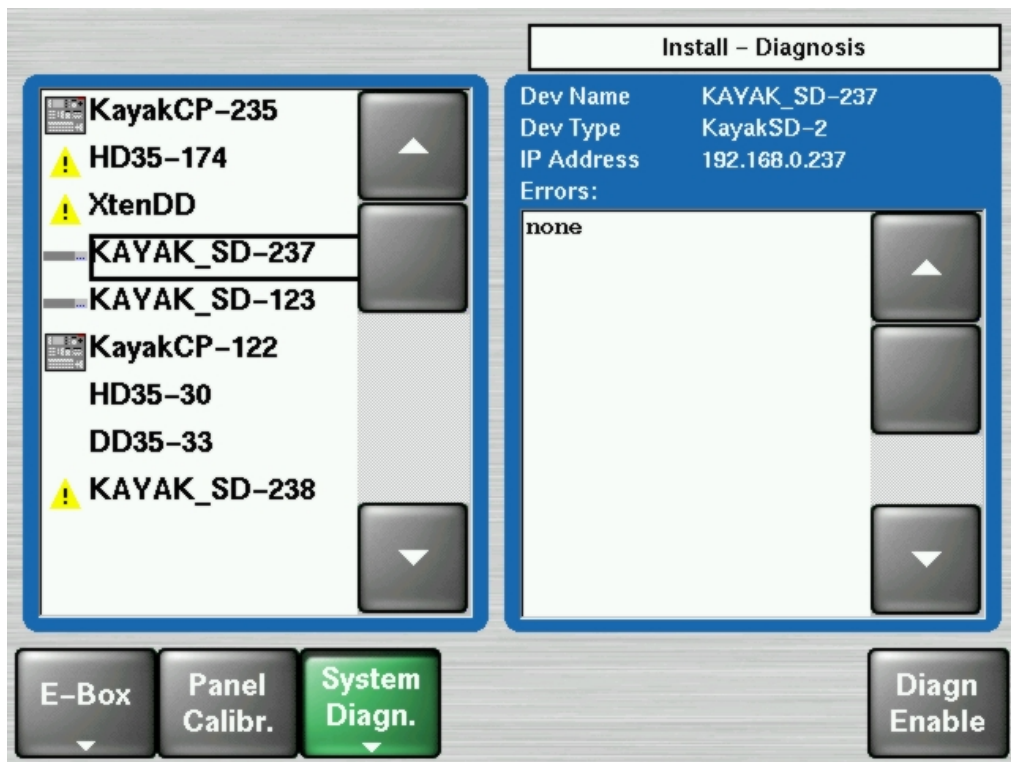 Install – Diagnosis
KayakCP–235
HD35–174
XtenDD
KAYAK_SD–237
KAYAK_SD–123
KayakCP–122
HD35–30
DD35–33
KAYAK_SD–238
Dev Name KAYAK_SD–237
Dev Type KayakSD–2
IP Address 192.168.0.237
Errors:
none
E–Box
Panel
Calibr.
System
Diagn.
Diagn
Enable